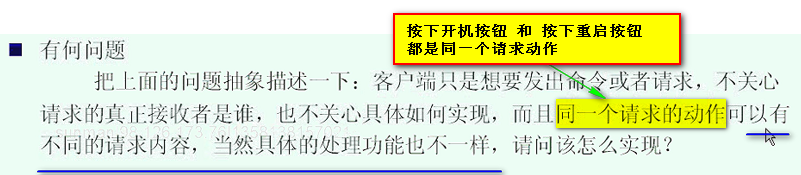 按下开机按钮 和 按下重启按钮
都是同一个请求动作
有何问题
把上面的问题抽象描述一下：客户端只是想要发出命令或者请求，不关心
请求的真正接收者是谁，也不关心具体如何实现，而且同一个请求的动作可以有
不同的请求内容，当然具体的处理功能也不一样，请问该怎么实现？